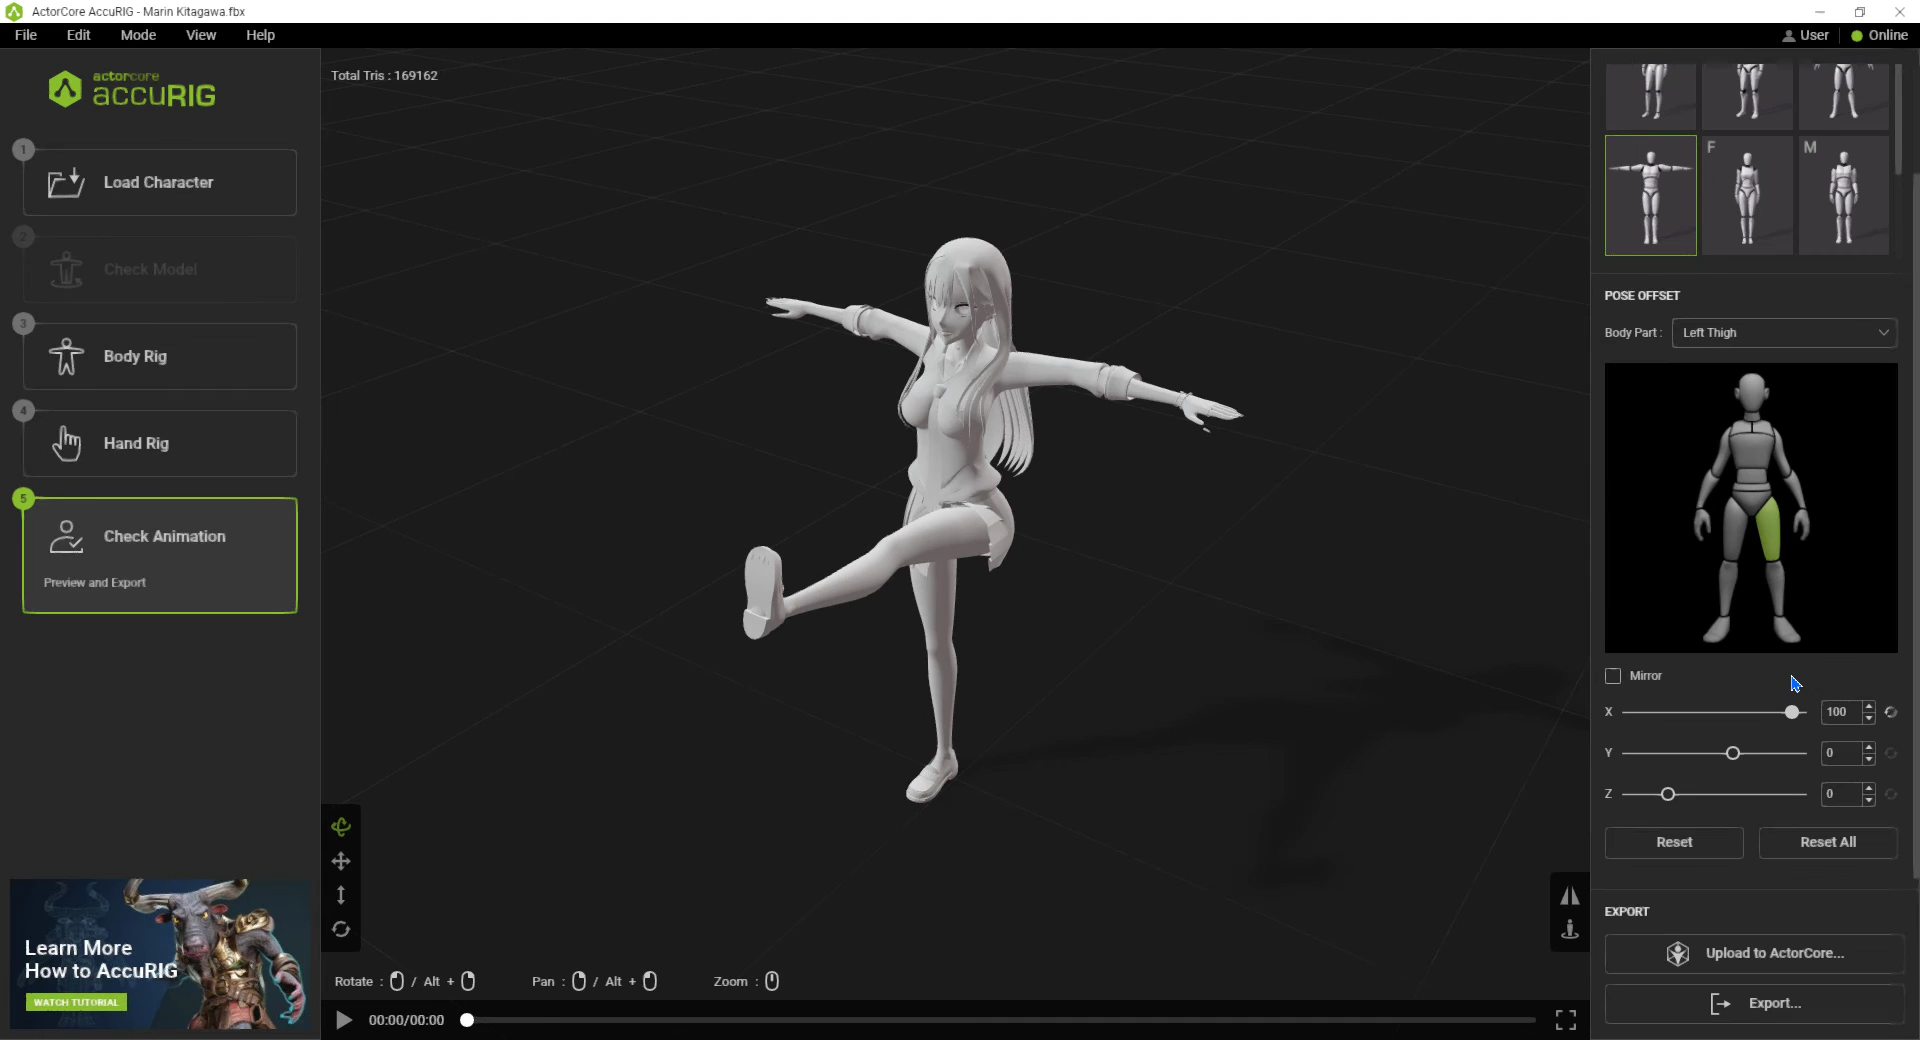 ActorCore AccuRIG - Marin Kitagawa.fbx
File Edit Mode View Help
User Online
actorcore
accuRIG
Total Tris : 169162
1
Load Character
2
Check Model
3
Body Rig
4
Hand Rig
5
Check Animation
Preview and Export
Learn More
How to AccuRIG
WATCH TUTORIAL
Rotate : / Alt + Pan : / Alt + Zoom :
00:00/00:00
F M
POSE OFFSET
Body Part : Left Thigh
Mirror
X 100
Y 0
Z 0
Reset Reset All
EXPORT
Upload to ActorCore...
Export...